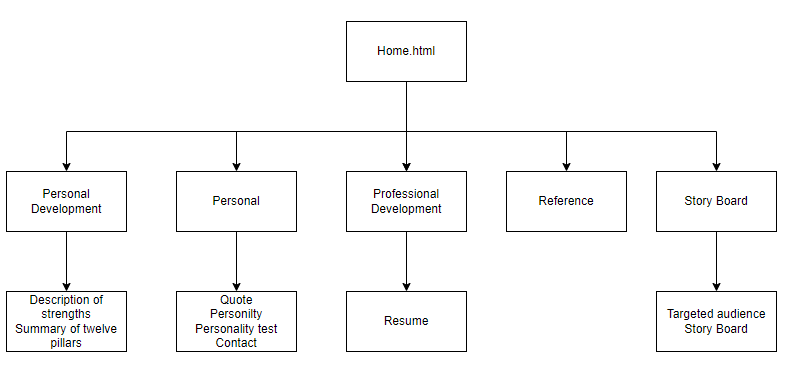 Home.html
Personal
Development
Personal
Professional
Development
Reference
Story Board
Description of
strengths
Summary of twelve
pillars
Quote
Personilty
Personality test
Contact
Resume
Targeted audience
Story Board